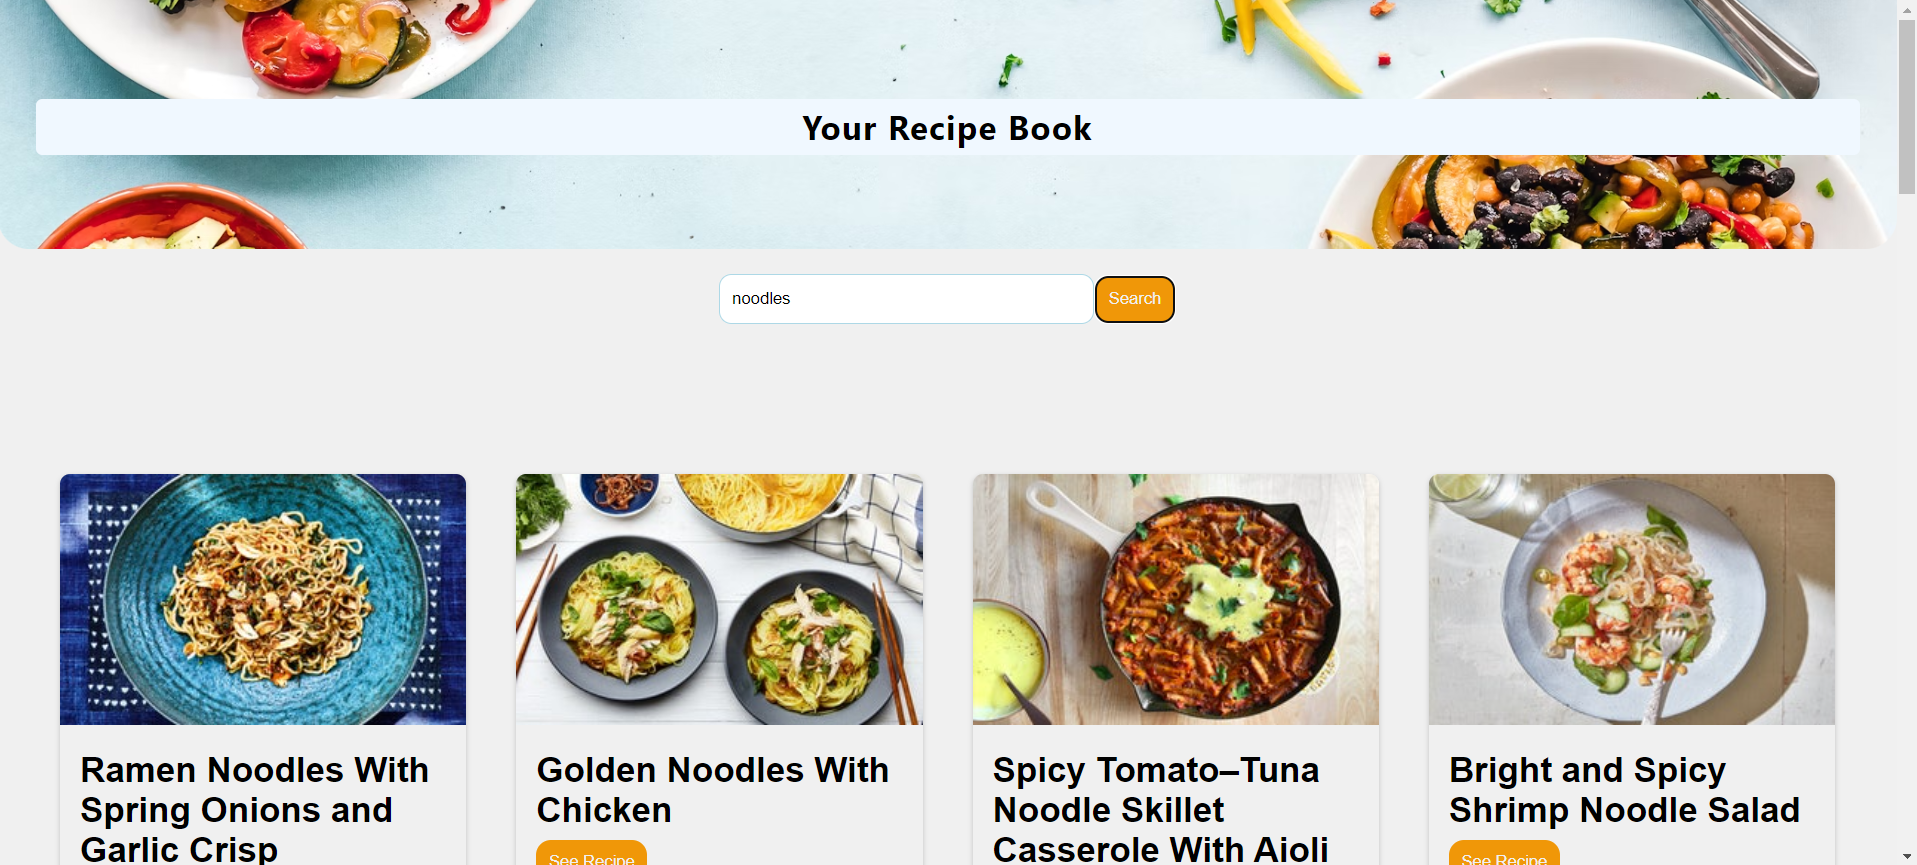 Your Recipe Book
noodles
Search
Ramen Noodles With
Spring Onions and
Garlic Crisp
Golden Noodles With
Chicken
See Recipe
Spicy Tomato–Tuna
Noodle Skillet
Casserole With Aioli
Bright and Spicy
Shrimp Noodle Salad
See Recipe